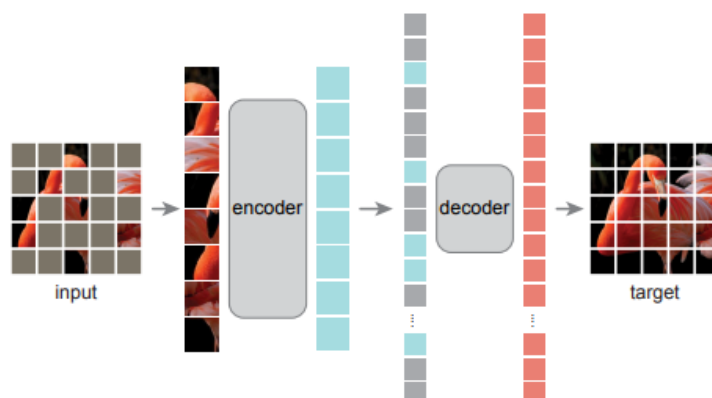 input
encoder
decoder
target